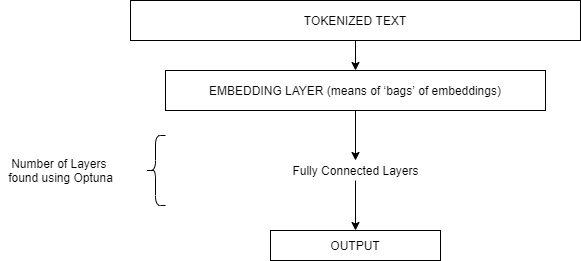 TOKENIZED TEXT
EMBEDDING LAYER (means of ‘bags’ of embeddings)
Number of Layers
found using Optuna
Fully Connected Layers
OUTPUT